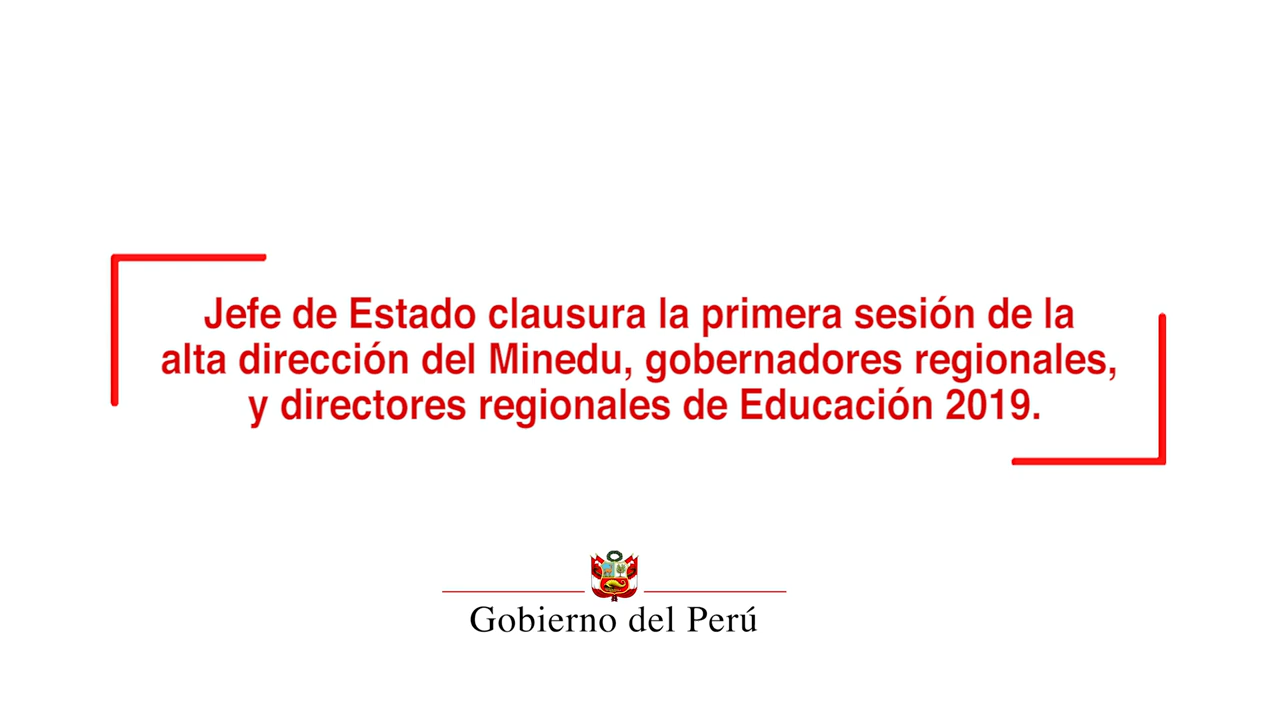 Jefe de Estado clausura la primera sesión de la
alta dirección del Minedu, gobernadores regionales,
y directores regionales de Educación 2019.
Gobierno del Perú